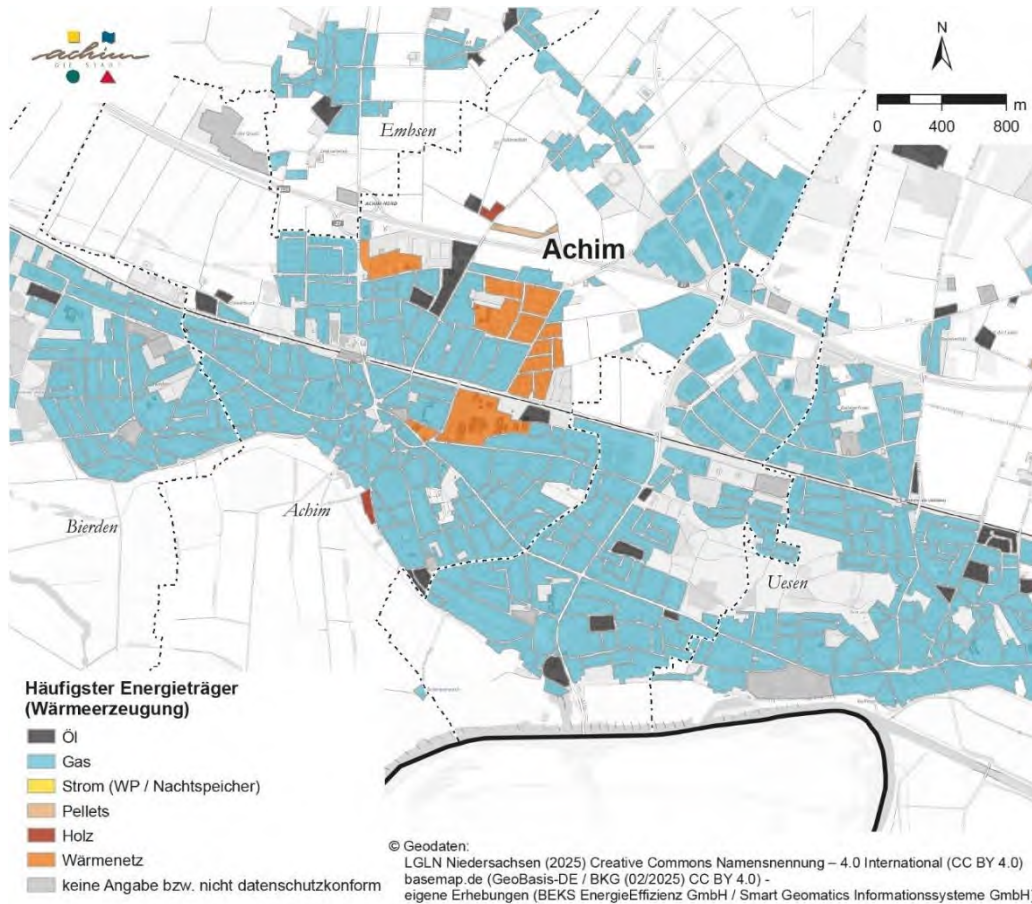 achim
DIE STADT
N
m
0 400 800
Embsen
ACHIM-NORD
Achim
Bierden
Achim
Uesen
Häufigster Energieträger
(Wärmeerzeugung)
Öl
Gas
Strom (WP / Nachtspeicher)
Pellets
Holz
Wärmenetz
keine Angabe bzw. nicht datenschutzkonform
© Geodaten:
LGLN Niedersachsen (2025) Creative Commons Namensnennung – 4.0 International (CC BY 4.0)
basemap.de (GeoBasis-DE / BKG (02/2025) CC BY 4.0) -
eigene Erhebungen (BEKS EnergieEffizienz GmbH / Smart Geomatics Informationssysteme GmbH)